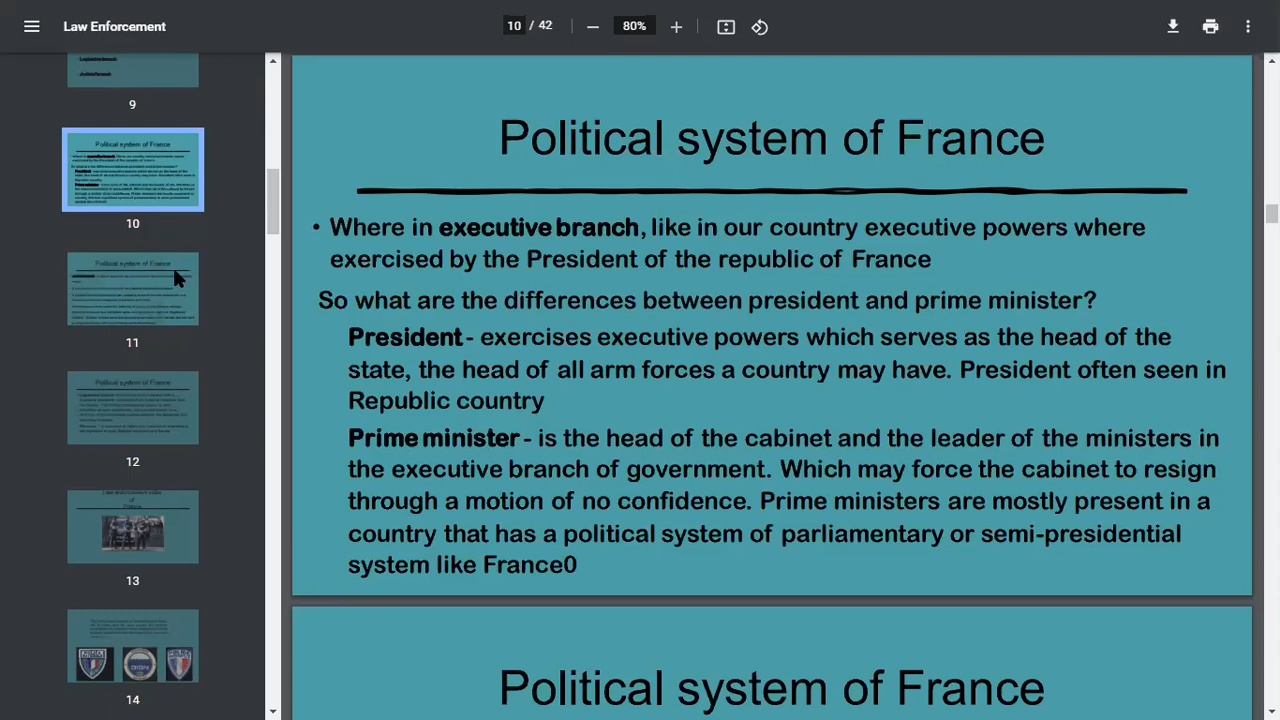 Law Enforcement
10 / 42
80%
9
Political system of France
10
Political system of France
11
Political system of France
12
13
14
Political system of France
• Where in executive branch, like in our country executive powers where
exercised by the President of the republic of France
So what are the differences between president and prime minister?
President - exercises executive powers which serves as the head of the
state, the head of all arm forces a country may have. President often seen in
Republic country
Prime minister - is the head of the cabinet and the leader of the ministers in
the executive branch of government. Which may force the cabinet to resign
through a motion of no confidence. Prime ministers are mostly present in a
country that has a political system of parliamentary or semi-presidential
system like France0
Political system of France